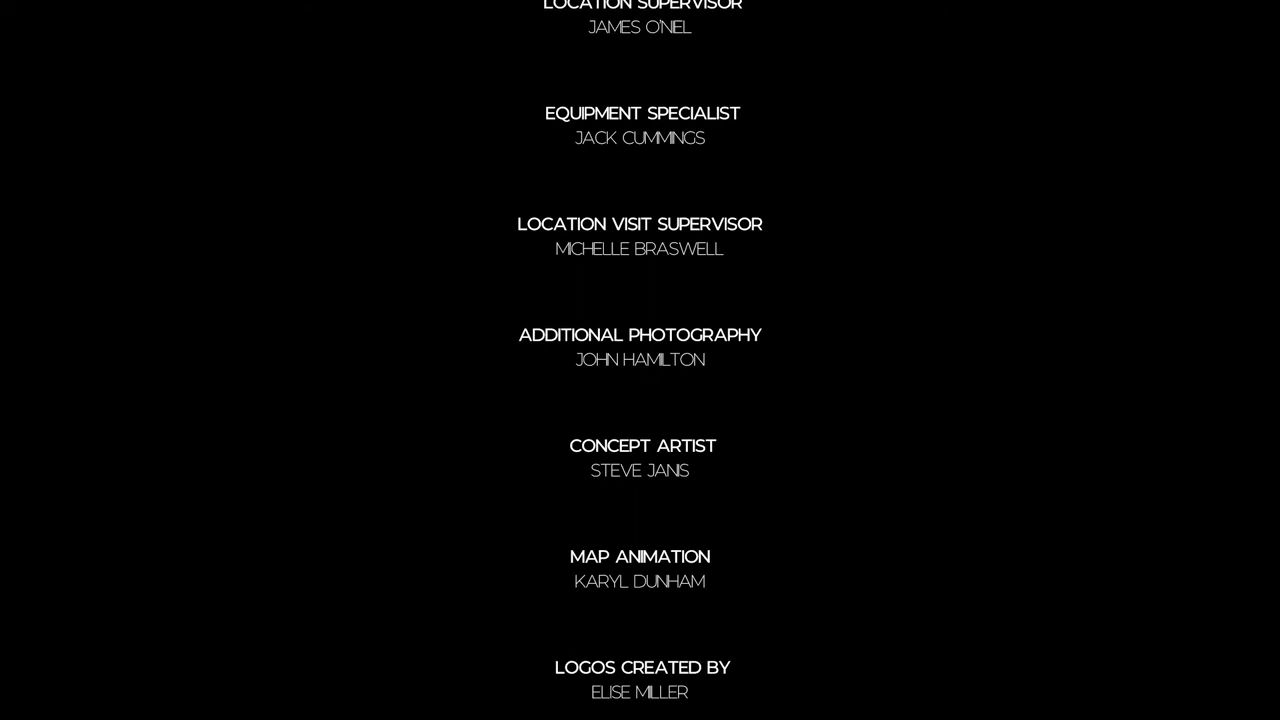 LOCATION SUPERVISOR
JAMES O'NIEL
EQUIPMENT SPECIALIST
JACK CUMMINGS
LOCATION VISIT SUPERVISOR
MICHELLE BRASWELL
ADDITIONAL PHOTOGRAPHY
JOHN HAMILTON
CONCEPT ARTIST
STEVE JANIS
MAP ANIMATION
KARYL DUNHAM
LOGOS CREATED BY
ELISE MILLER